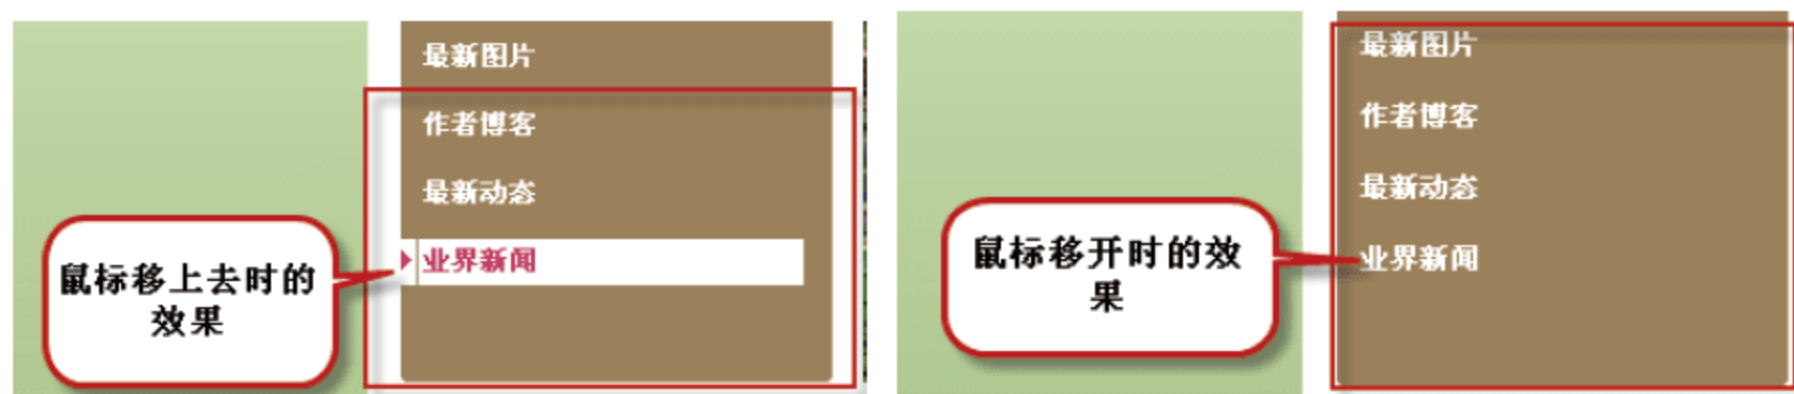 最新图片
作者博客
最新动态
业界新闻
鼠标移上去时的
效果
最新图片
作者博客
最新动态
业界新闻
鼠标移开时的效
果